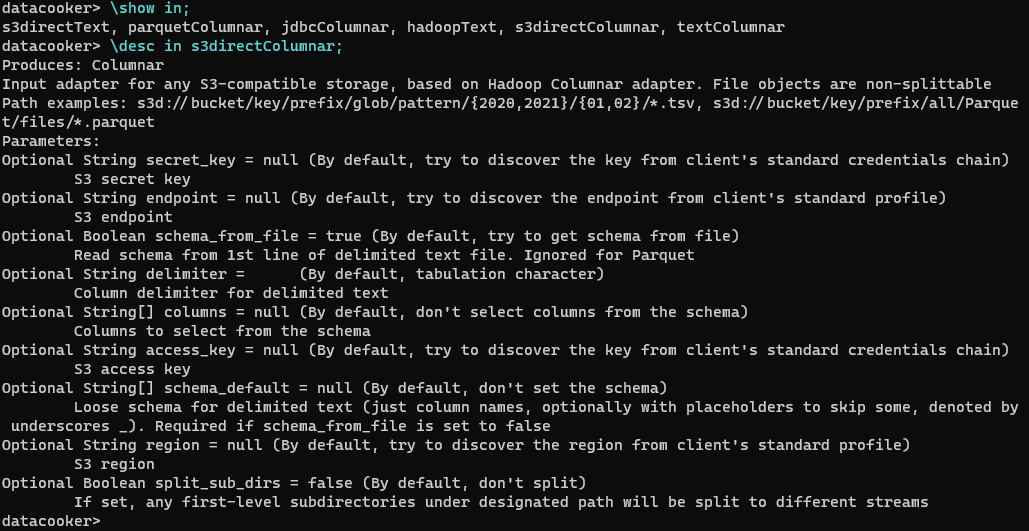 datacooker> \show in;
s3directText, parquetColumnar, jdbcColumnar, hadoopText, s3directColumnar, textColumnar
datacooker> \desc in s3directColumnar;
Produces: Columnar
Input adapter for any S3-compatible storage, based on Hadoop Columnar adapter. File objects are non-splittable
Path examples: s3d://bucket/key/prefix/glob/pattern/{2020,2021}/{01,02}/*.tsv, s3d://bucket/key/prefix/all/Parque
t/files/*.parquet
Parameters:
Optional String secret_key = null (By default, try to discover the key from client's standard credentials chain)
        S3 secret key
Optional String endpoint = null (By default, try to discover the endpoint from client's standard profile)
        S3 endpoint
Optional Boolean schema_from_file = true (By default, try to get schema from file)
        Read schema from 1st line of delimited text file. Ignored for Parquet
Optional String delimiter =      (By default, tabulation character)
        Column delimiter for delimited text
Optional String[] columns = null (By default, don't select columns from the schema)
        Columns to select from the schema
Optional String access_key = null (By default, try to discover the key from client's standard credentials chain)
        S3 access key
Optional String[] schema_default = null (By default, don't set the schema)
        Loose schema for delimited text (just column names, optionally with placeholders to skip some, denoted by
 underscores _). Required if schema_from_file is set to false
Optional String region = null (By default, try to discover the region from client's standard profile)
        S3 region
Optional Boolean split_sub_dirs = false (By default, don't split)
        If set, any first-level subdirectories under designated path will be split to different streams
datacooker>